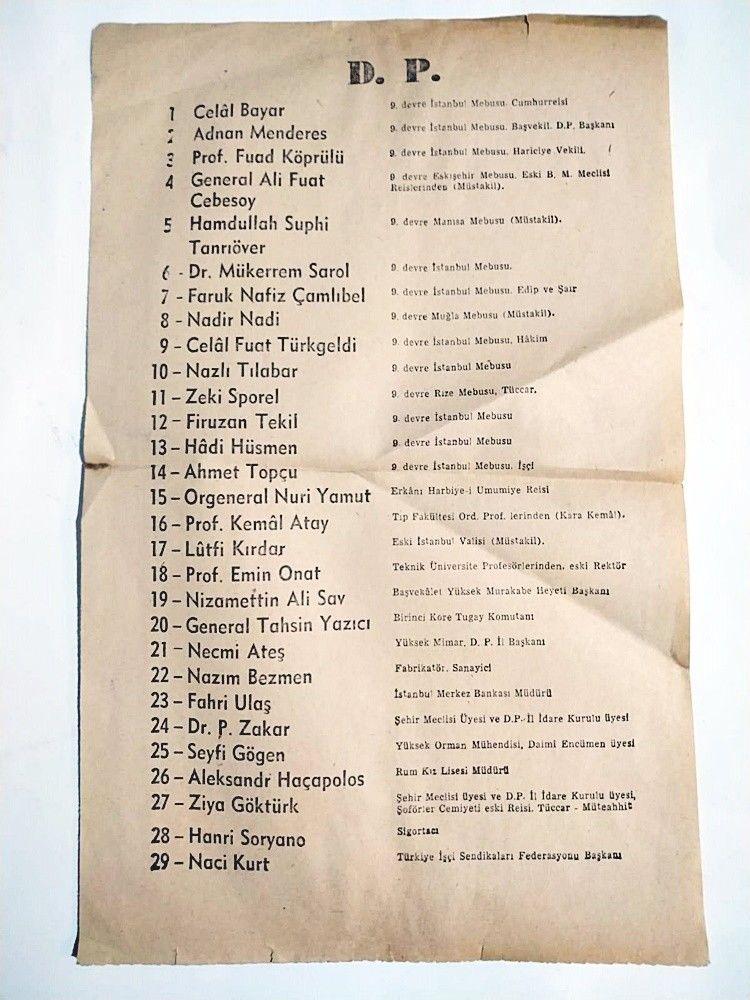 D. P.
1 Celâl Bayar 9. devre İstanbul Mebusu. Cumhurreisi
2 Adnan Menderes 9. devre İstanbul Mebusu. Başvekil. D.P. Başkanı
3 Prof. Fuad Köprülü 9. devre İstanbul Mebusu. Hariciye Vekili.
4 General Ali Fuat 9 devre Eskişehir Mebusu. Eski B. M. Meclisi
Cebesoy Reislerinden (Müstakil).
5 Hamdullah Suphi 9. devre Manisa Mebusu (Müstakil).
Tanrıöver
6 - Dr. Mükerrem Sarol 9. devre İstanbul Mebusu.
7 - Faruk Nafiz Çamlıbel 9. devre İstanbul Mebusu. Edip ve Şair
8 - Nadir Nadi 9. devre Muğla Mebusu (Müstakil).
9 - Celâl Fuat Türkgeldi 9. devre İstanbul Mebusu, Hâkim
10 - Nazlı Tılabar 9. devre İstanbul Mebusu
11 - Zeki Sporel 9. devre Rize Mebusu, Tüccar.
12 - Firuzan Tekil 9. devre İstanbul Mebusu
13 - Hâdi Hüsmen 9. devre İstanbul Mebusu
14 - Ahmet Topçu 9. devre İstanbul Mebusu. İşçi
15 - Orgeneral Nuri Yamut Erkânı Harbiye-i Umumiye Reisi
16 - Prof. Kemâl Atay Tıp Fakültesi Ord. Prof. lerinden (Kara Kemâl).
17 - Lûtfi Kırdar Eski İstanbul Valisi (Müstakil).
18 - Prof. Emin Onat Teknik Üniversite Profesörlerinden, eski Rektör
19 - Nizamettin Ali Sav Başvekâlet Yüksek Murakabe Heyeti Başkanı
20 - General Tahsin Yazıcı Birinci Kore Tugay Komutanı
21 - Necmi Ateş Yüksek Mimar, D. P. İl Başkanı
22 - Nazım Bezmen Fabrikatör. Sanayici
23 - Fahri Ulaş İstanbul Merkez Bankası Müdürü
24 - Dr. P. Zakar Şehir Meclisi Üyesi ve D.P. İl İdare Kurulu üyesi
25 - Seyfi Gögen Yüksek Orman Mühendisi, Daimî Encümen üyesi
26 - Aleksandr Haçapolos Rum Kız Lisesi Müdürü
27 - Ziya Göktürk Şehir Meclisi üyesi ve D.P. İl İdare Kurulu üyesi,
Şoförler Cemiyeti eski Reisi. Tüccar - Müteahhit
28 - Hanri Soryano Sigortacı
29 - Naci Kurt Türkiye İşçi Sendikaları Federasyonu Başkanı